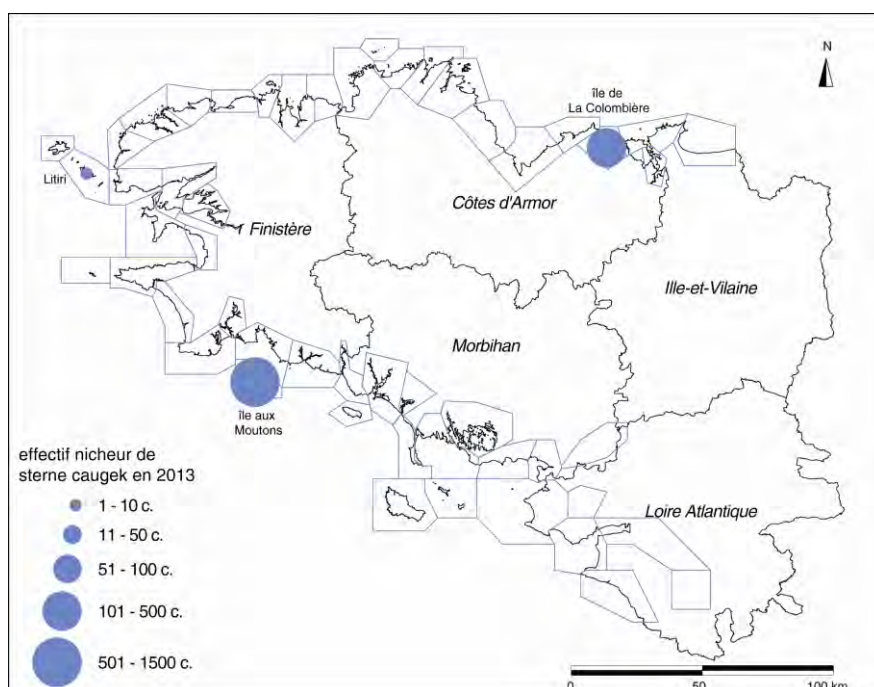 N
île de
La Colombière
Litiri
Côtes d'Armor
Finistère
Ille-et-Vilaine
Morbihan
île aux
Moutons
effectif nicheur de
sterne caugek en 2013
1 - 10 c.
11 - 50 c.
51 - 100 c.
101 - 500 c.
501 - 1500 c.
Loire Atlantique
0 50 100 km